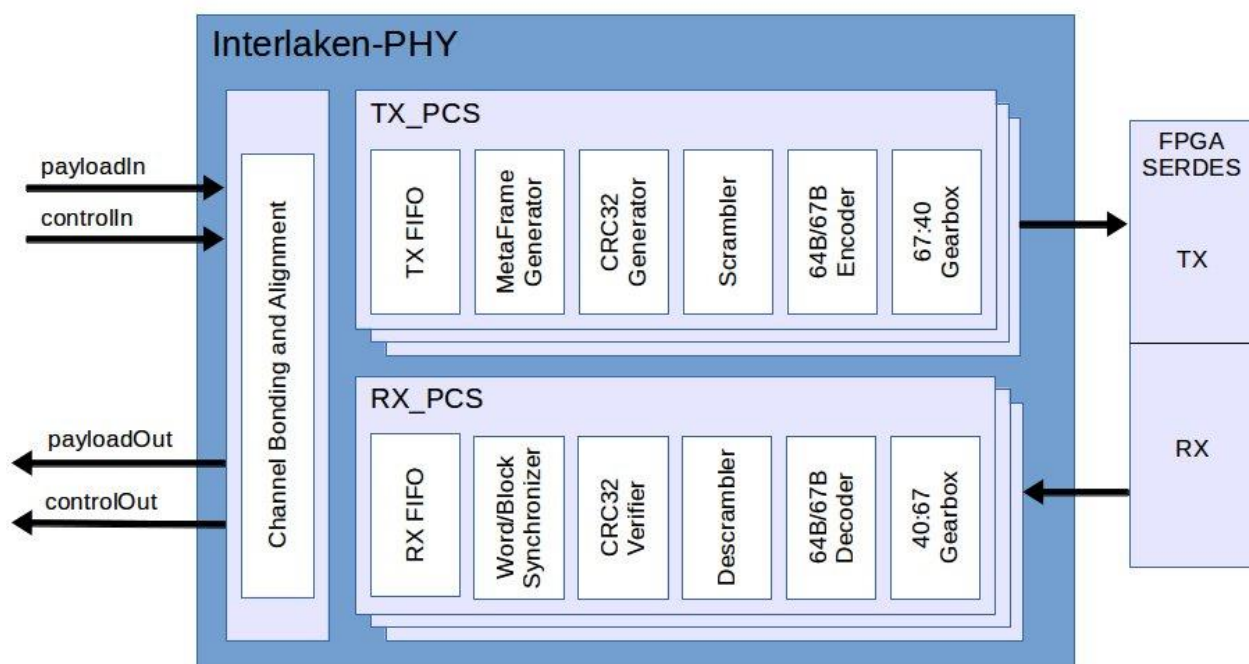 Interlaken-PHY
payloadIn
controlIn
payloadOut
controlOut
Channel Bonding and Alignment
TX_PCS
TX FIFO
MetaFrame
Generator
CRC32
Generator
Scrambler
64B/67B
Encoder
67:40
Gearbox
RX_PCS
RX FIFO
Word/Block
Synchronizer
CRC32
Verifier
Descrambler
64B/67B
Decoder
40:67
Gearbox
FPGA
SERDES
TX
RX